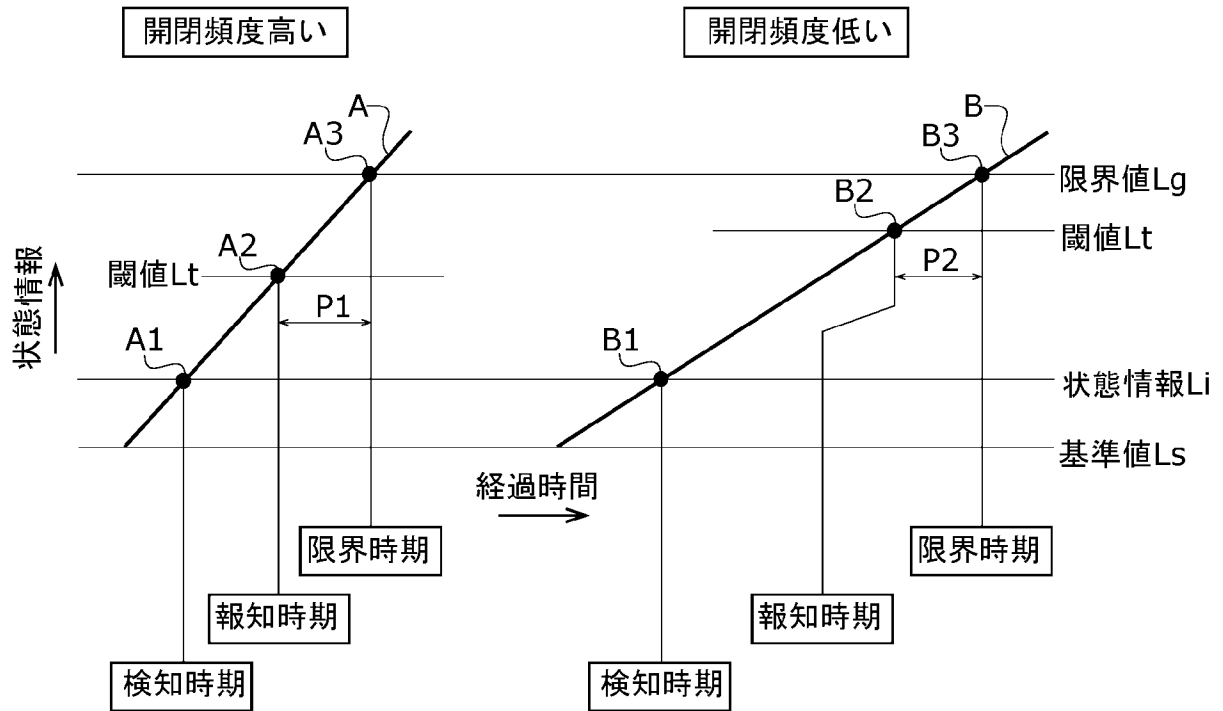 開閉頻度高い
開閉頻度低い
A
A3
B
B3
限界値Lg
B2
閾値Lt
A2
閾値Lt
P2
P1
状態情報
A1
B1
状態情報Li
基準値Ls
経過時間
限界時期
限界時期
報知時期
報知時期
検知時期
検知時期